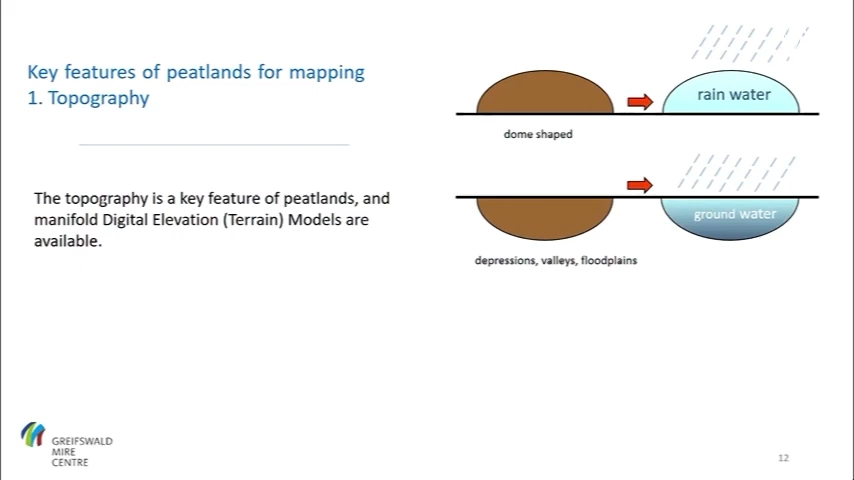 Key features of peatlands for mapping
1. Topography
The topography is a key feature of peatlands, and
manifold Digital Elevation (Terrain) Models are
available.
rain water
dome shaped
ground water
depressions, valleys, floodplains
GREIFSWALD
MIRE
CENTRE
12